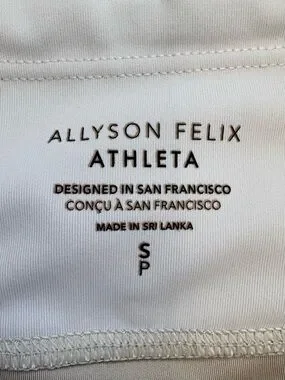 ALLYSON FELIX
ATHLETA
DESIGNED IN SAN FRANCISCO
CONÇU À SAN FRANCISCO
MADE IN SRI LANKA
S
P